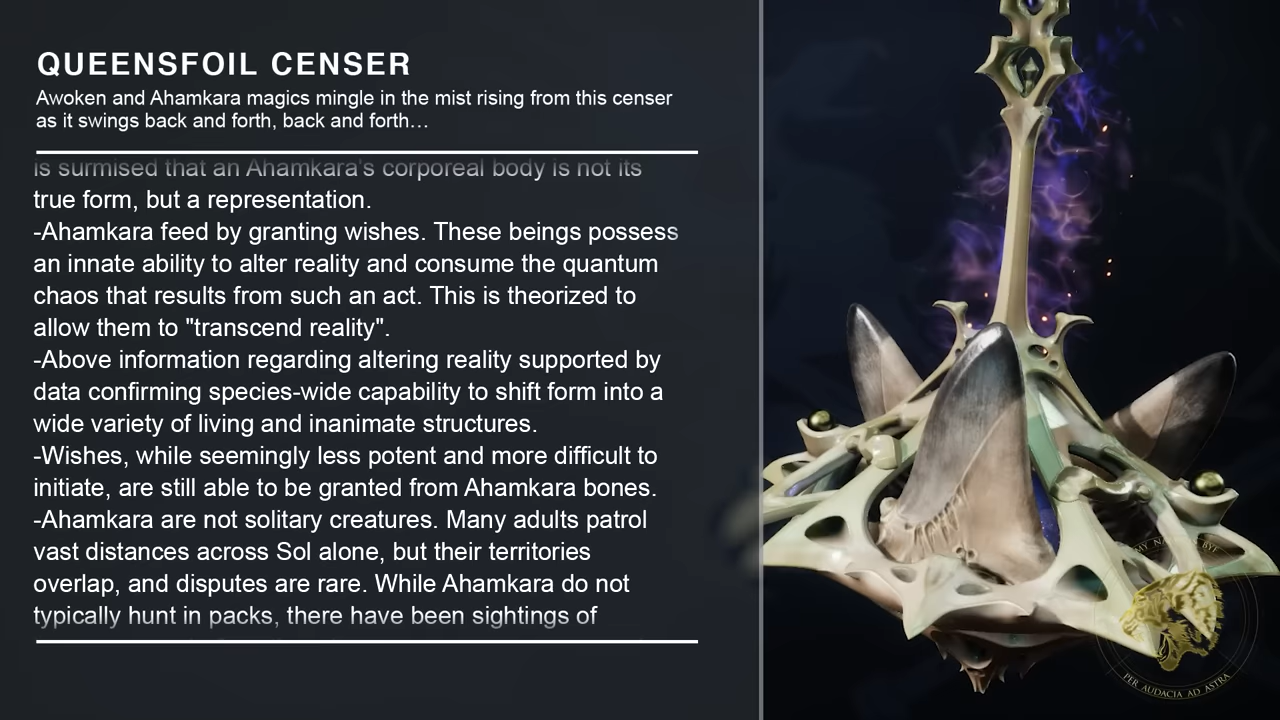 QUEENSFOIL CENSER
Awoken and Ahamkara magics mingle in the mist rising from this censer
as it swings back and forth, back and forth…
is surmised that an Ahamkara's corporeal body is not its
true form, but a representation.
-Ahamkara feed by granting wishes. These beings possess
an innate ability to alter reality and consume the quantum
chaos that results from such an act. This is theorized to
allow them to "transcend reality".
-Above information regarding altering reality supported by
data confirming species-wide capability to shift form into a
wide variety of living and inanimate structures.
-Wishes, while seemingly less potent and more difficult to
initiate, are still able to be granted from Ahamkara bones.
-Ahamkara are not solitary creatures. Many adults patrol
vast distances across Sol alone, but their territories
overlap, and disputes are rare. While Ahamkara do not
typically hunt in packs, there have been sightings of
MY NA
BYF
PER AUDACIA AD ASTRA